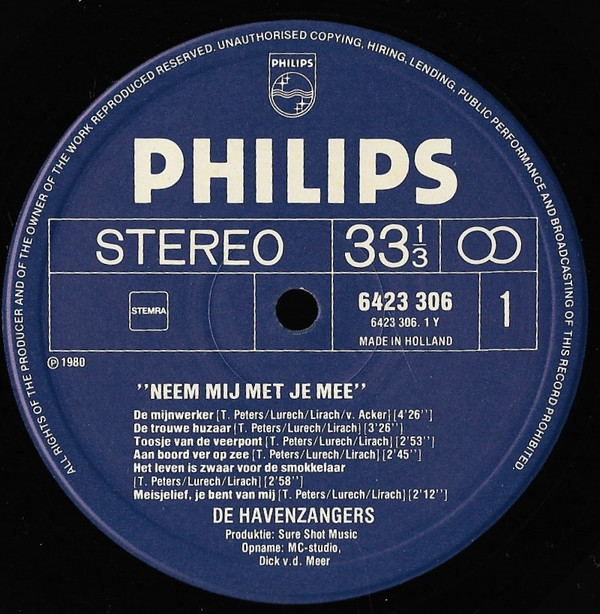 ALL RIGHTS OF THE PRODUCER AND OF THE OWNER OF THE WORK REPRODUCED RESERVED. UNAUTHORISED COPYING, HIRING, LENDING, PUBLIC PERFORMANCE AND BROADCASTING OF THIS RECORD PROHIBITED.
PHILIPS
PHILIPS
STEREO 33 1/3
STEMRA
6423 306
6423 306. 1 Y
MADE IN HOLLAND
1
℗ 1980
''NEEM MIJ MET JE MEE''
De mijnwerker [T. Peters/Lurech/Lirach/v. Acker] [4'26'']
De trouwe huzaar [T. Peters/Lurech/Lirach] [3'26'']
Toosje van de veerpont [T. Peters/Lurech/Lirach] [2'53'']
Aan boord ver op zee [T. Peters/Lurech/Lirach] [2'45'']
Het leven is zwaar voor de smokkelaar
[T. Peters/Lurech/Lirach] [2'58'']
Meisjelief, je bent van mij [T. Peters/Lurech/Lirach] [2'12'']
DE HAVENZANGERS
Produktie: Sure Shot Music
Opname: MC-studio,
Dick v.d. Meer